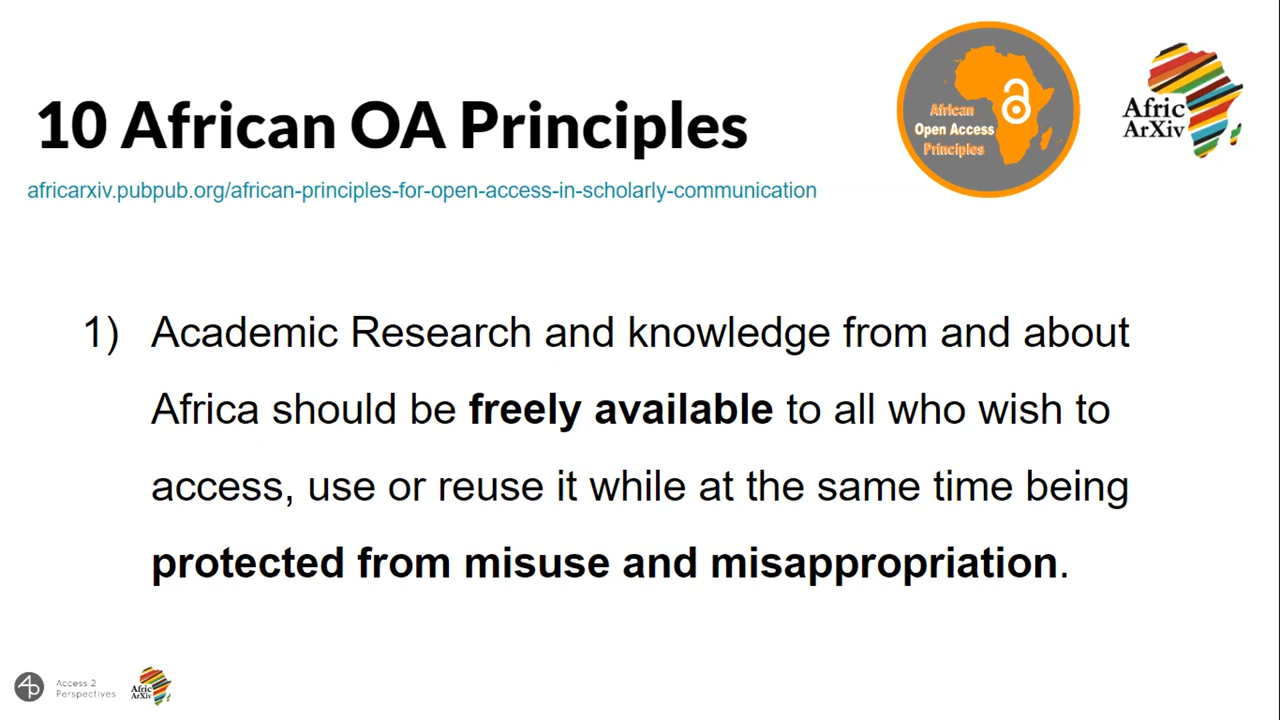 10 African OA Principles
africarxiv.pubpub.org/african-principles-for-open-access-in-scholarly-communication
African
Open Access
Principles
Afric
ArXiv
1) Academic Research and knowledge from and about
Africa should be freely available to all who wish to
access, use or reuse it while at the same time being
protected from misuse and misappropriation.
Access 2
Perspectives
Afric
ArXiv